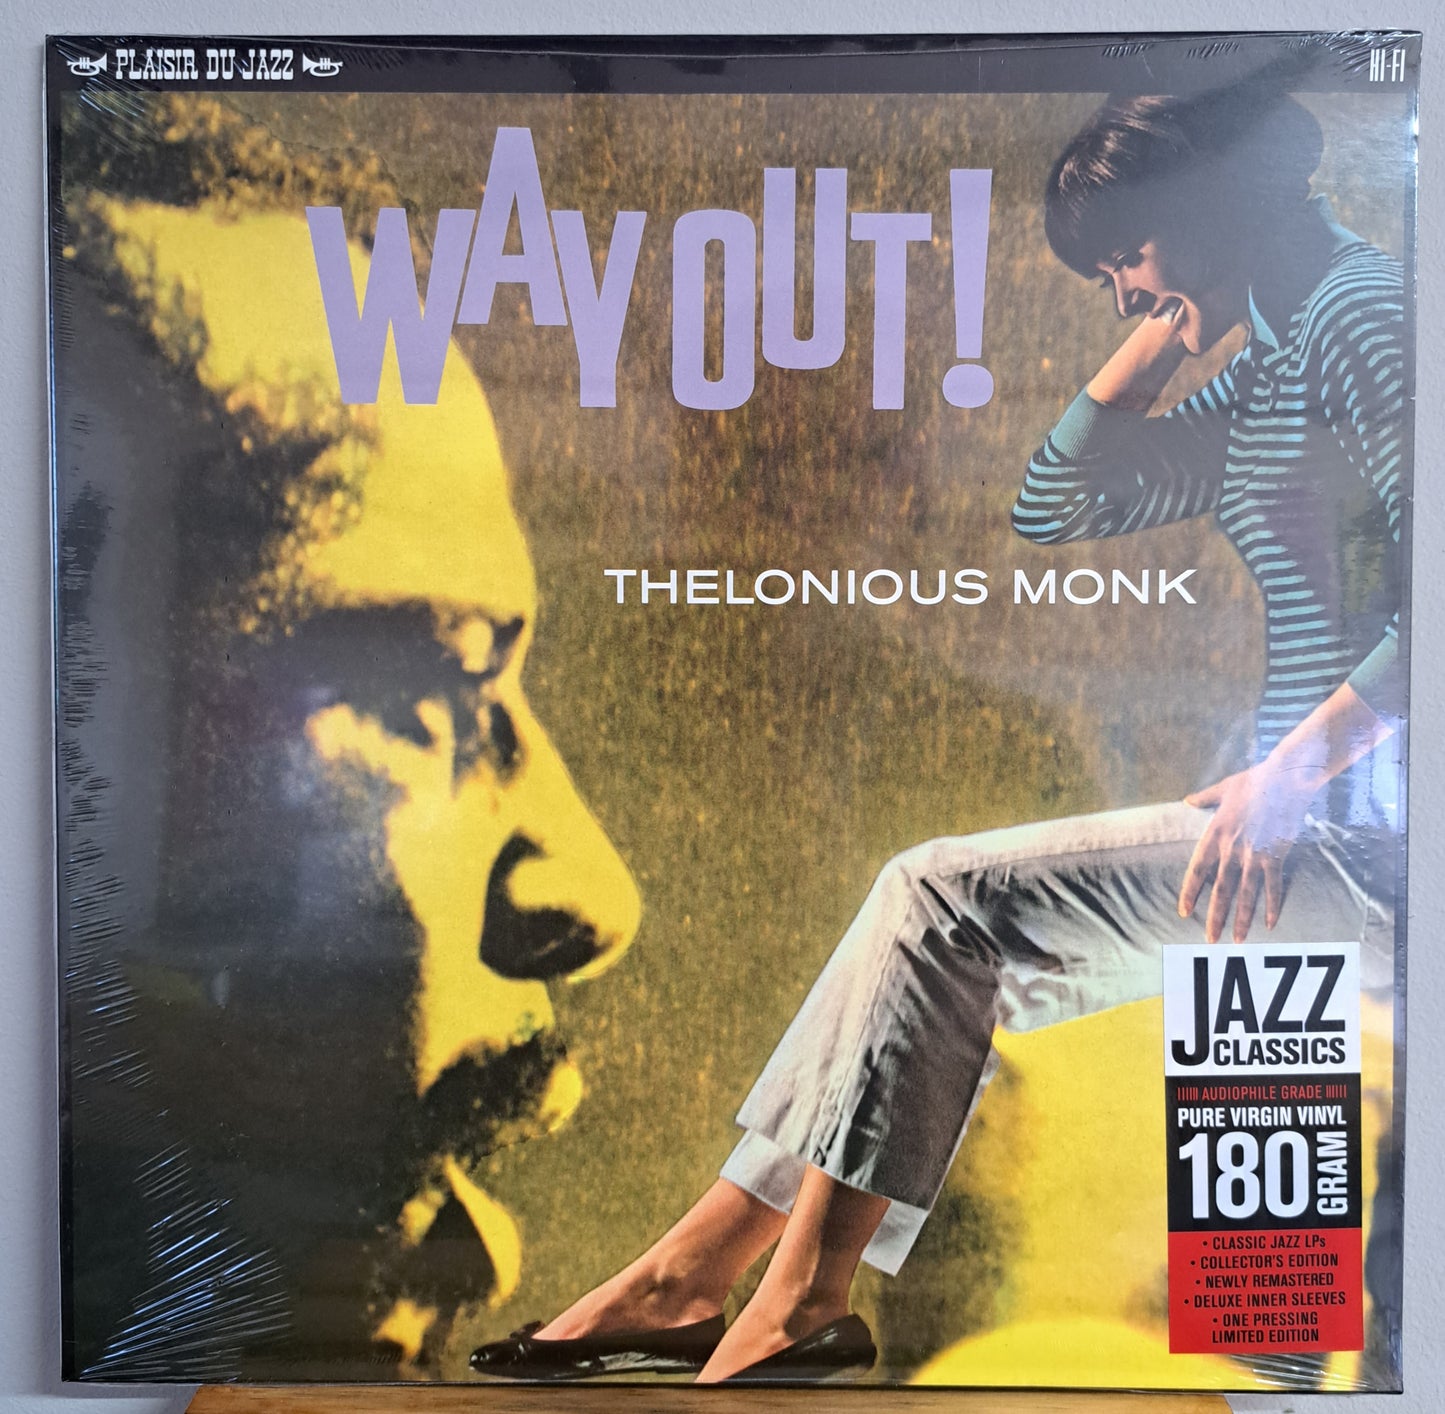 PLAISIR DU JAZZ
HI-FI
WAY OUT!
THELONIOUS MONK
JAZZ
CLASSICS
AUDIOPHILE GRADE
PURE VIRGIN VINYL
180 GRAM
• CLASSIC JAZZ LPs
• COLLECTOR'S EDITION
• NEWLY REMASTERED
• DELUXE INNER SLEEVES
• ONE PRESSING
LIMITED EDITION